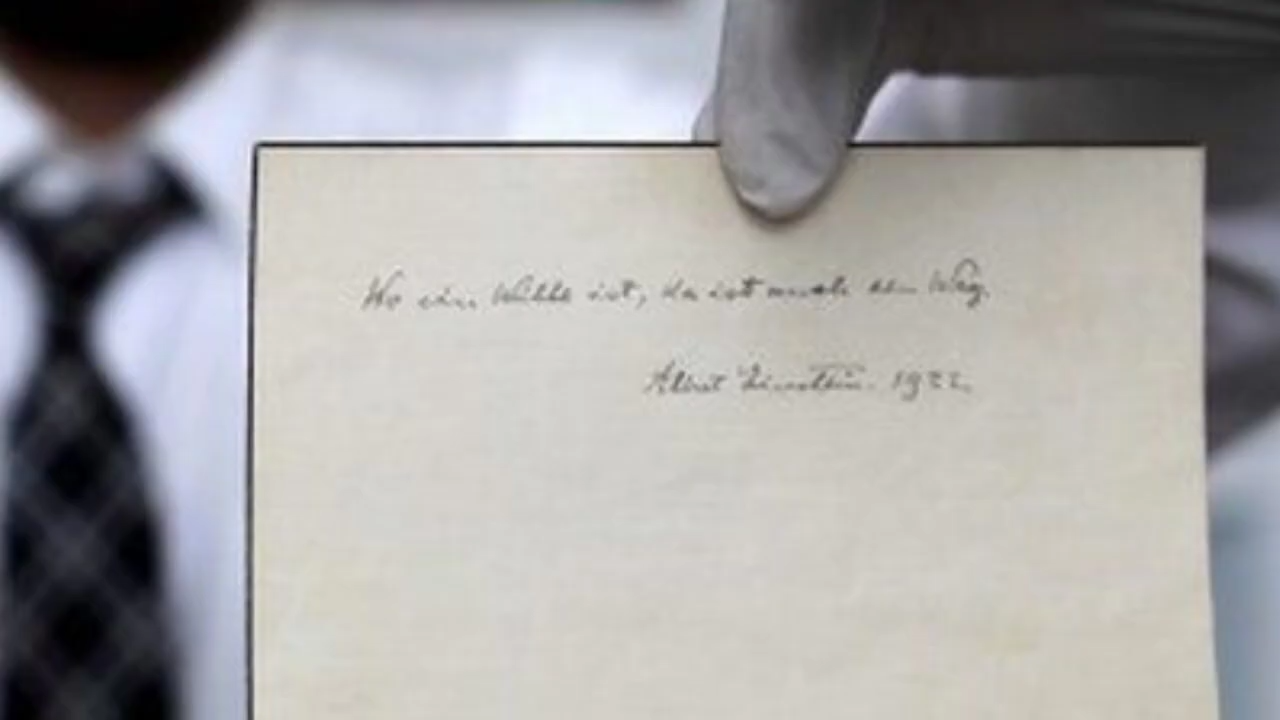 Wo ein Wille ist, da ist auch ein Weg.
Albert Einstein. 1922.